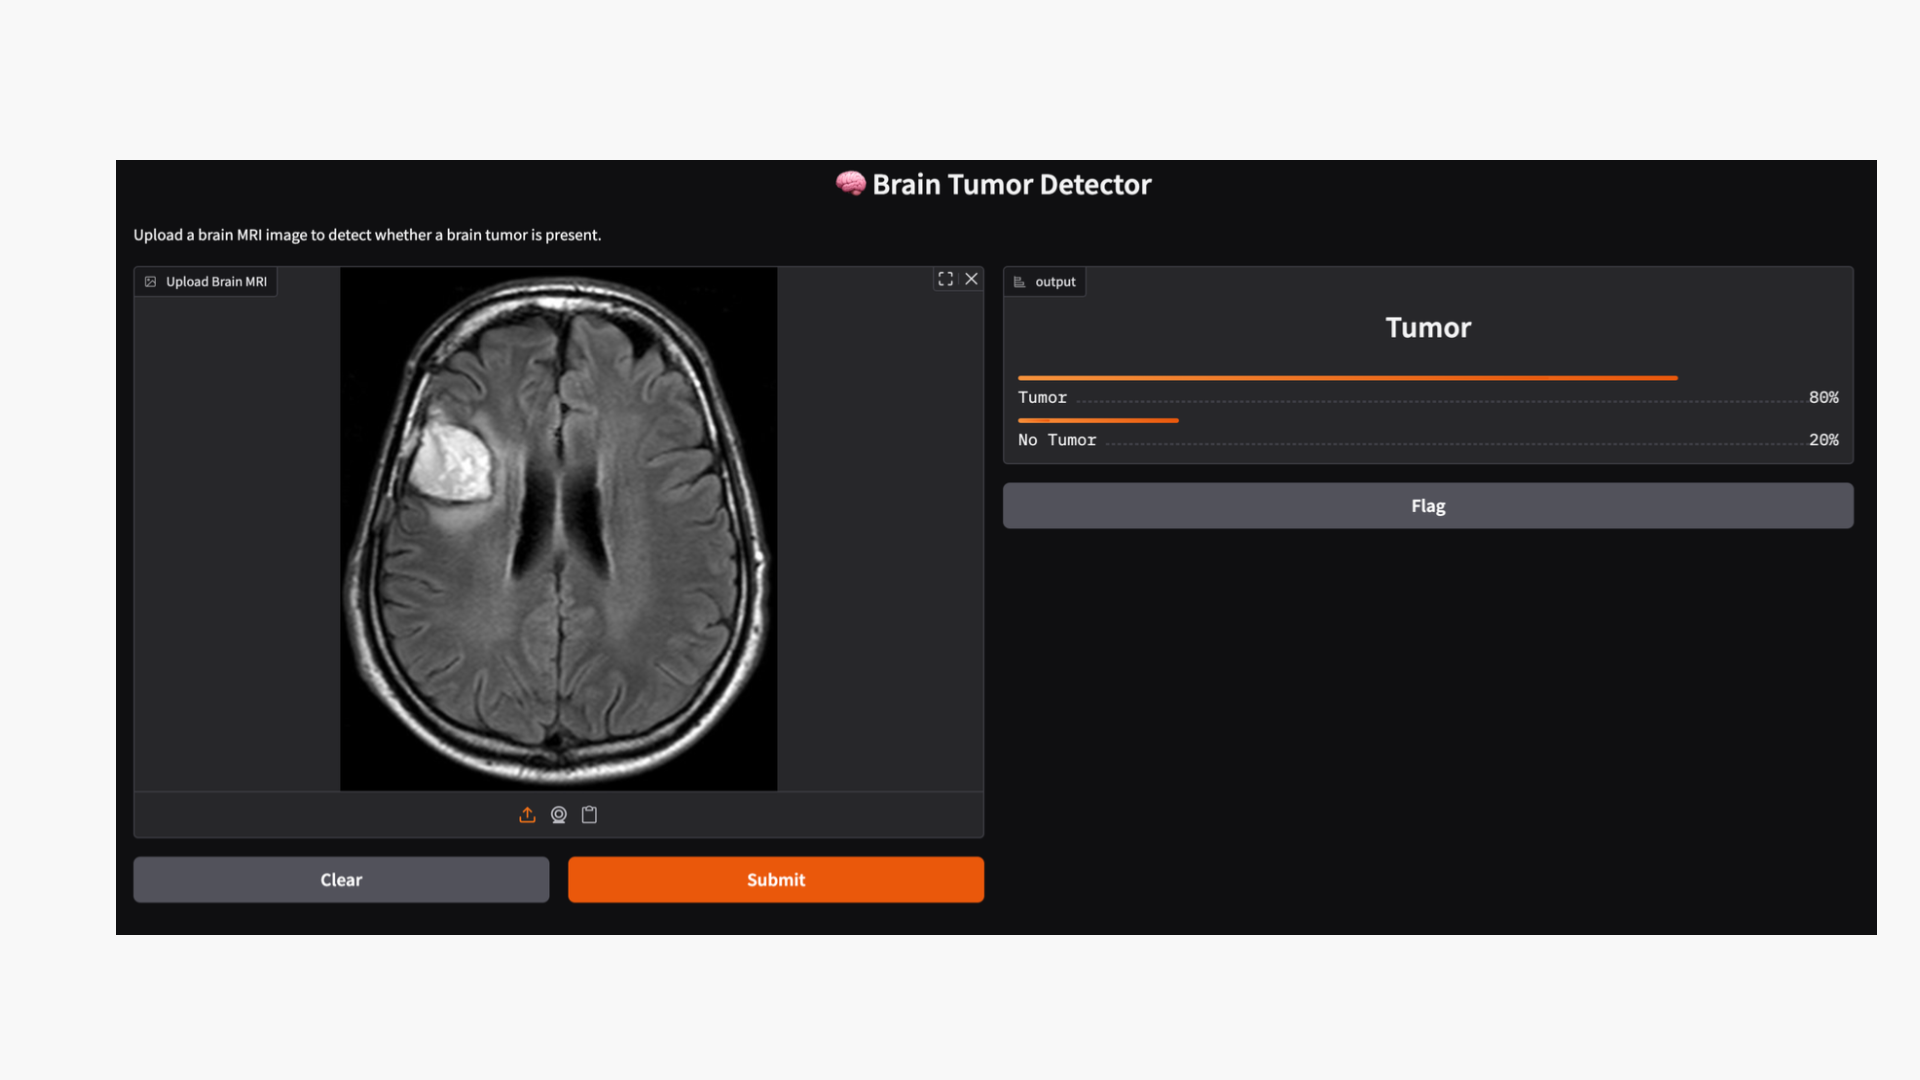 🧠 Brain Tumor Detector
Upload a brain MRI image to detect whether a brain tumor is present.
Upload Brain MRI
output
Tumor
Tumor 80%
No Tumor 20%
Flag
Clear
Submit